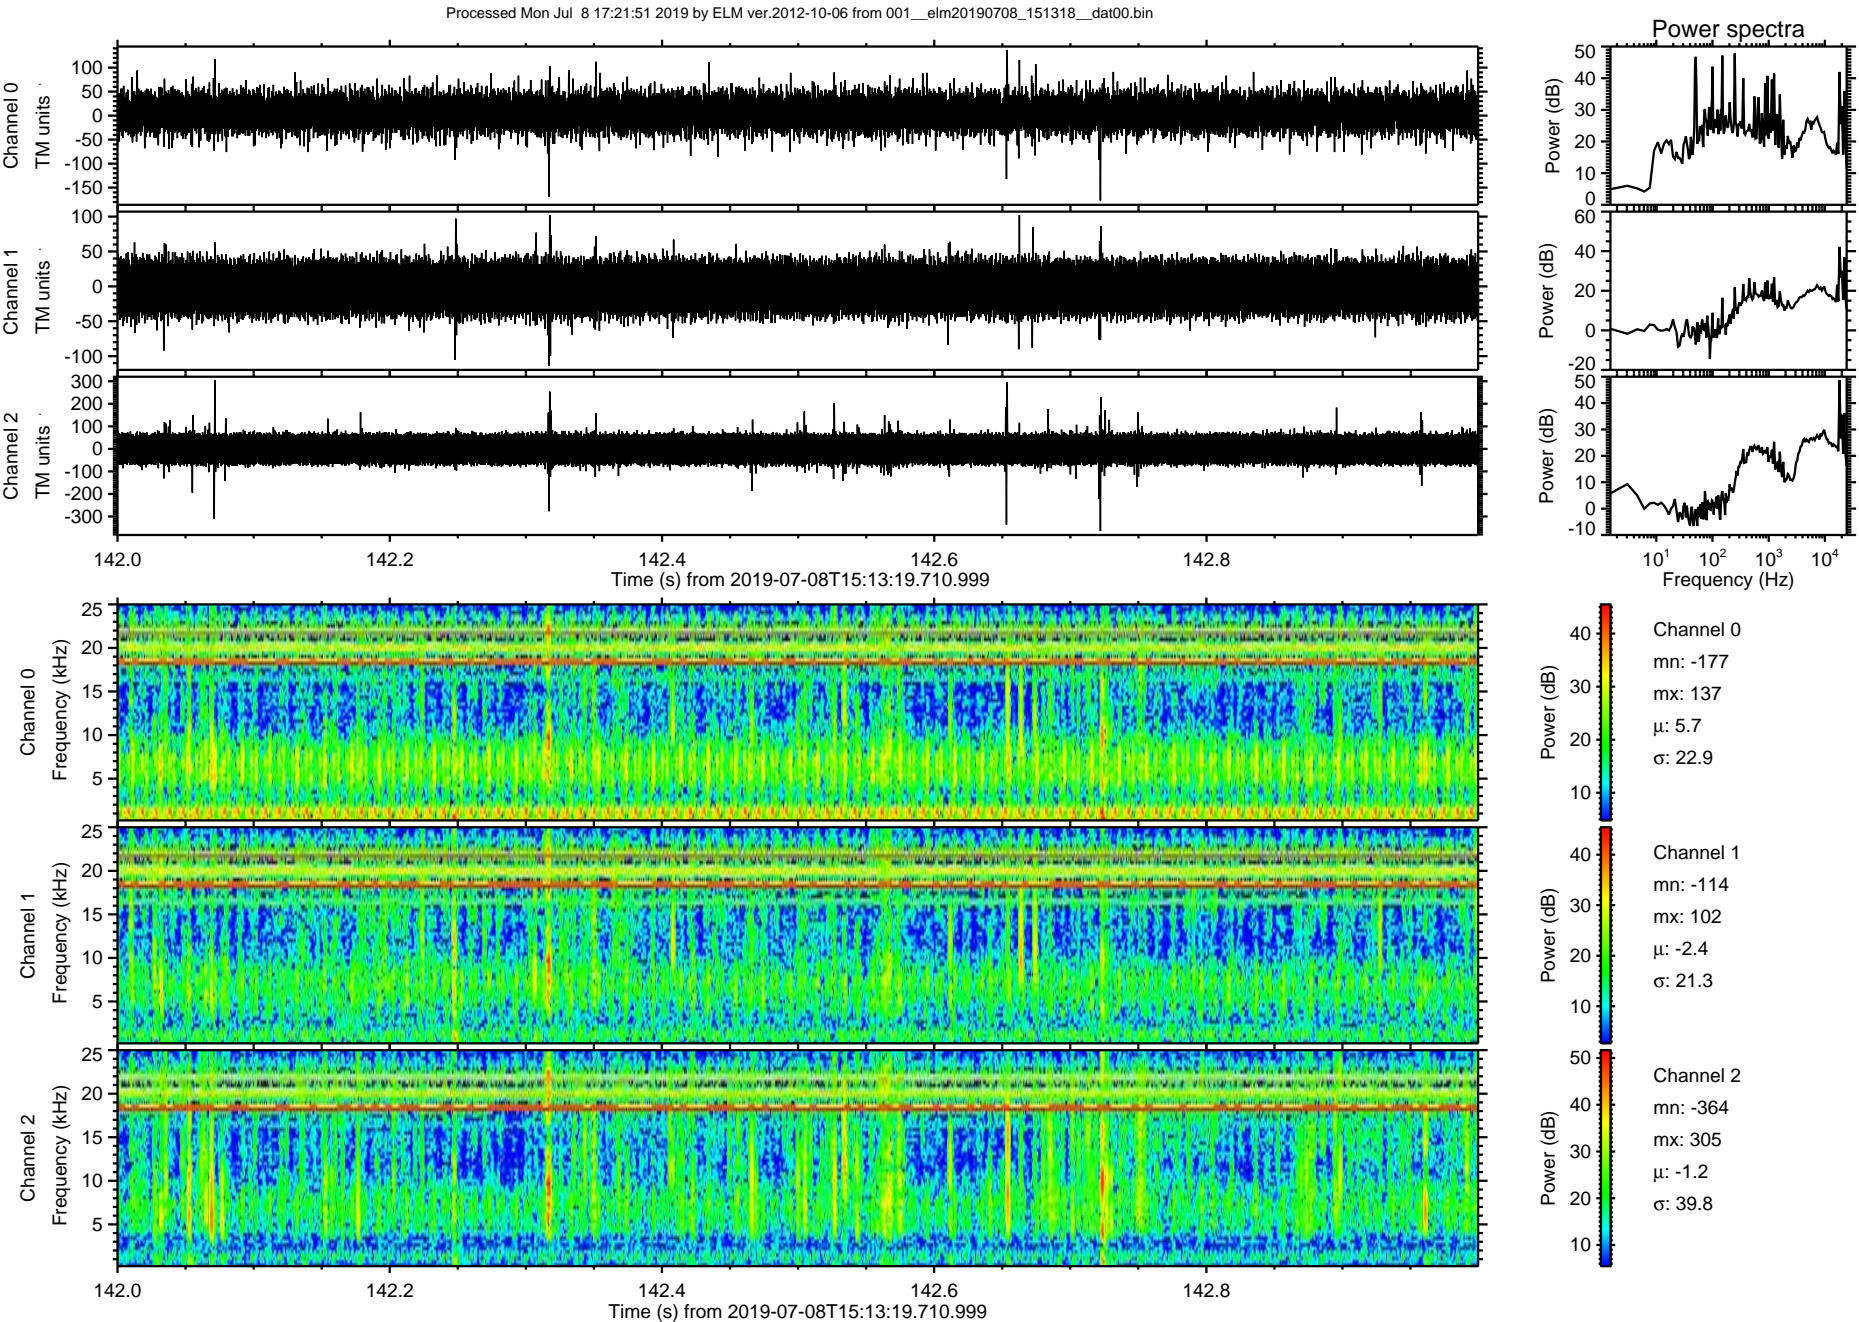 Processed Mon Jul  8 17:21:51 2019 by ELM ver.2012-10-06 from 001__elm20190708_151318__dat00.bin
Power spectra
Channel 0
TM units
100
50
0
-50
-100
-150
Power (dB)
50
40
30
20
10
0
Channel 1
TM units
100
50
0
-50
-100
Power (dB)
60
40
20
0
-20
Channel 2
TM units
300
200
100
0
-100
-200
-300
Power (dB)
50
40
30
20
10
0
-10
142.0 142.2 142.4 142.6 142.8
Time (s) from 2019-07-08T15:13:19.710.999
10¹ 10² 10³ 10⁴
Frequency (Hz)
Channel 0
Frequency (kHz)
25
20
15
10
5
Power (dB)
40
30
20
10
Channel 0
mn: -177
mx: 137
μ: 5.7
σ: 22.9
Channel 1
Frequency (kHz)
25
20
15
10
5
Power (dB)
40
30
20
10
Channel 1
mn: -114
mx: 102
μ: -2.4
σ: 21.3
Channel 2
Frequency (kHz)
25
20
15
10
5
Power (dB)
50
40
30
20
10
Channel 2
mn: -364
mx: 305
μ: -1.2
σ: 39.8
142.0 142.2 142.4 142.6 142.8
Time (s) from 2019-07-08T15:13:19.710.999